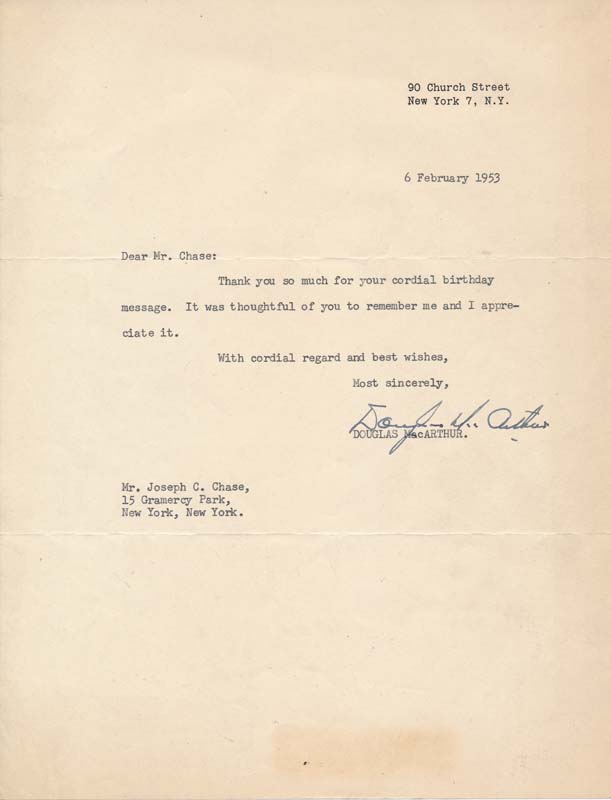 90 Church Street
New York 7, N.Y.
6 February 1953
Dear Mr. Chase:
Thank you so much for your cordial birthday
message. It was thoughtful of you to remember me and I appre-
ciate it.
With cordial regard and best wishes,
Most sincerely,
Douglas MacArthur
DOUGLAS MacARTHUR.
Mr. Joseph C. Chase,
15 Gramercy Park,
New York, New York.